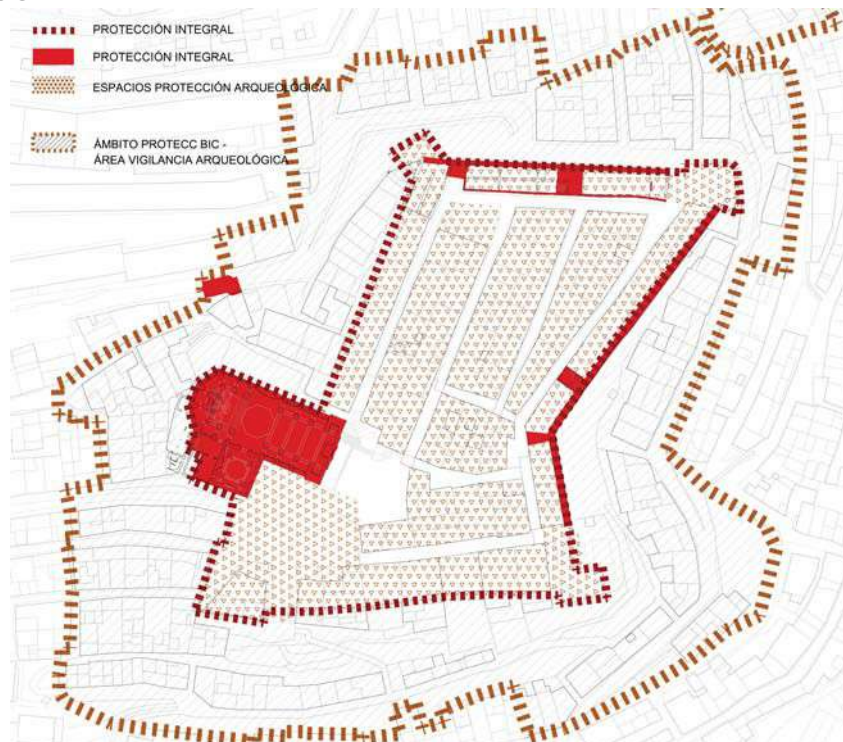 PROTECCIÓN INTEGRAL
PROTECCIÓN INTEGRAL
ESPACIOS PROTECCIÓN ARQUEOLÓGICA
ÁMBITO PROTECC BIC -
ÁREA VIGILANCIA ARQUEOLÓGICA